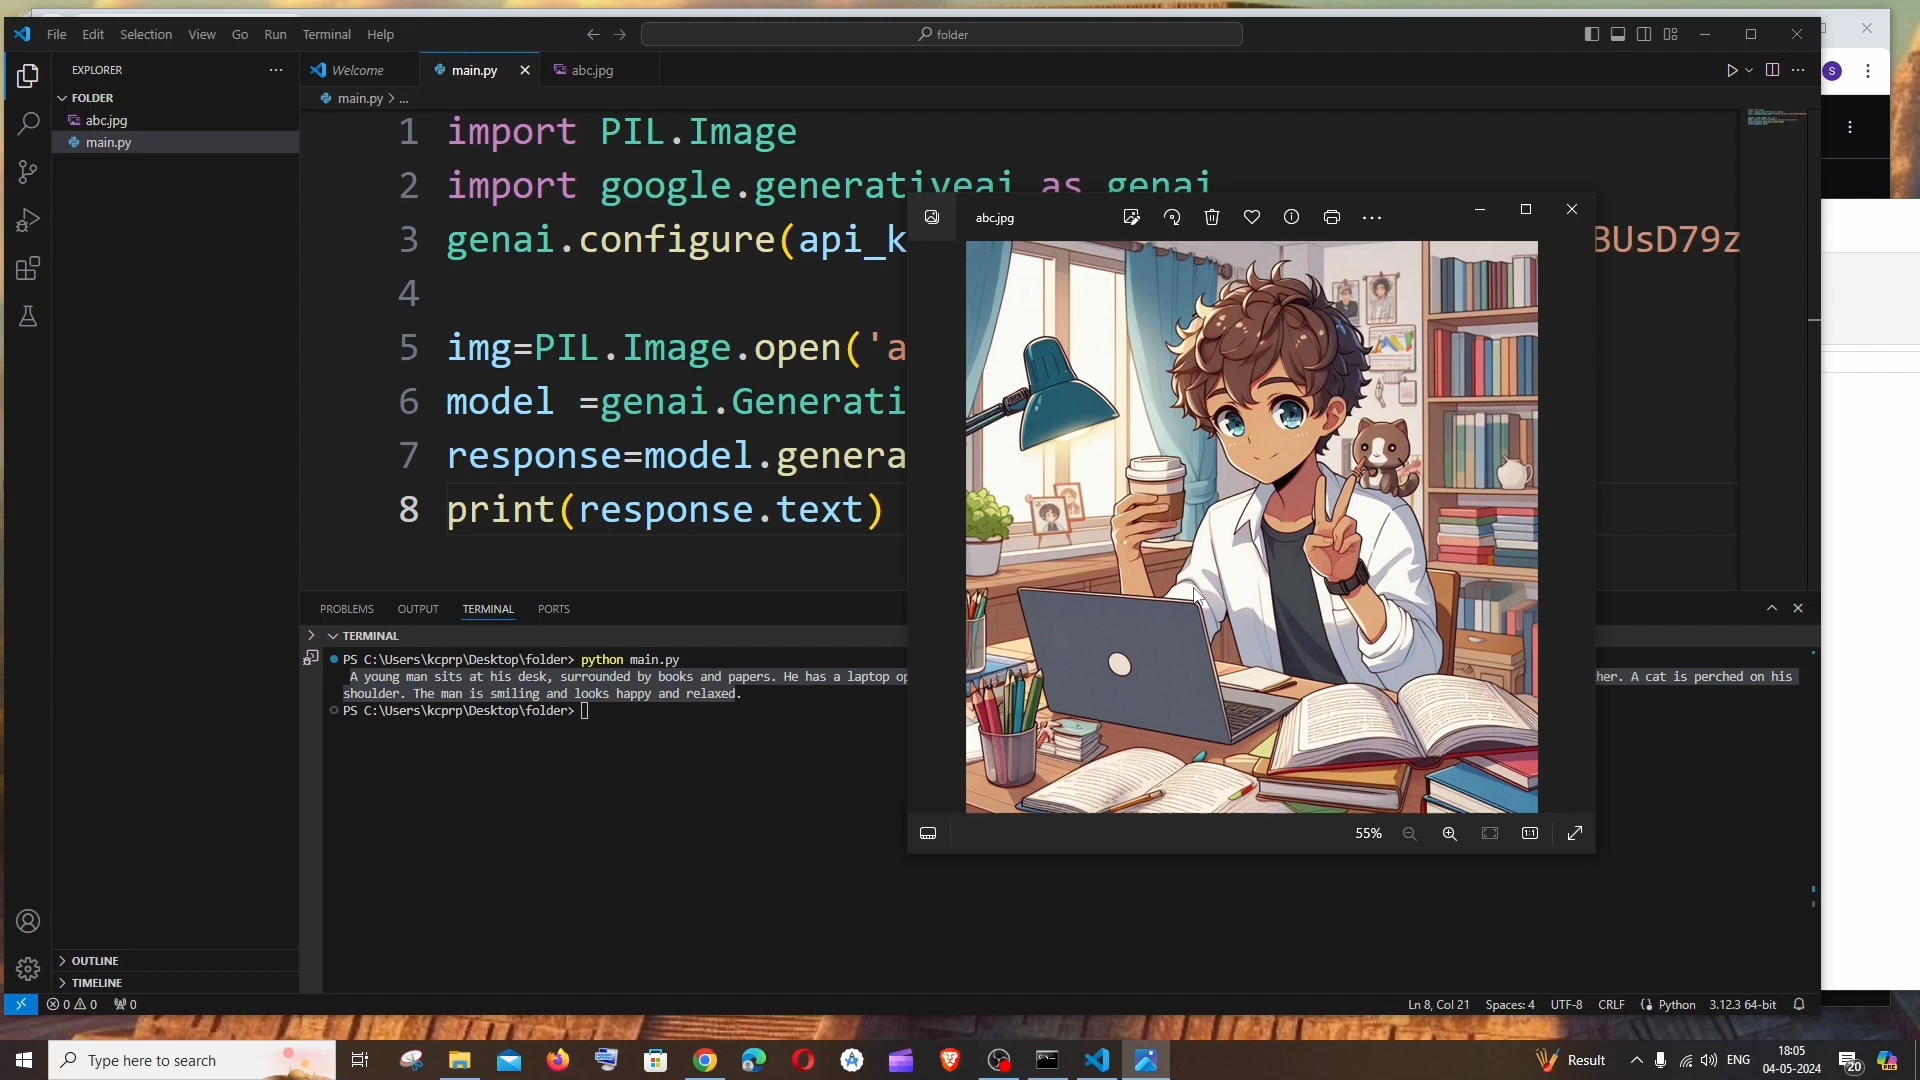 File Edit Selection View Go Run Terminal Help
folder
EXPLORER
Welcome
main.py
abc.jpg
FOLDER
abc.jpg
main.py
main.py > ...
1 import PIL.Image
2 import google.generativeai as genai
3 genai.configure(api_k
BUsD79z
4
5 img=PIL.Image.open('a
6 model =genai.Generati
7 response=model.genera
8 print(response.text)
abc.jpg
55%
1:1
PROBLEMS OUTPUT TERMINAL PORTS
TERMINAL
PS C:\Users\kcprp\Desktop\folder> python main.py
A young man sits at his desk, surrounded by books and papers. He has a laptop op
her. A cat is perched on his
shoulder. The man is smiling and looks happy and relaxed.
PS C:\Users\kcprp\Desktop\folder>
OUTLINE
TIMELINE
0 0 0
Ln 8, Col 21 Spaces: 4 UTF-8 CRLF Python 3.12.3 64-bit
Type here to search
Result
ENG
18:05
04-05-2024
20
S